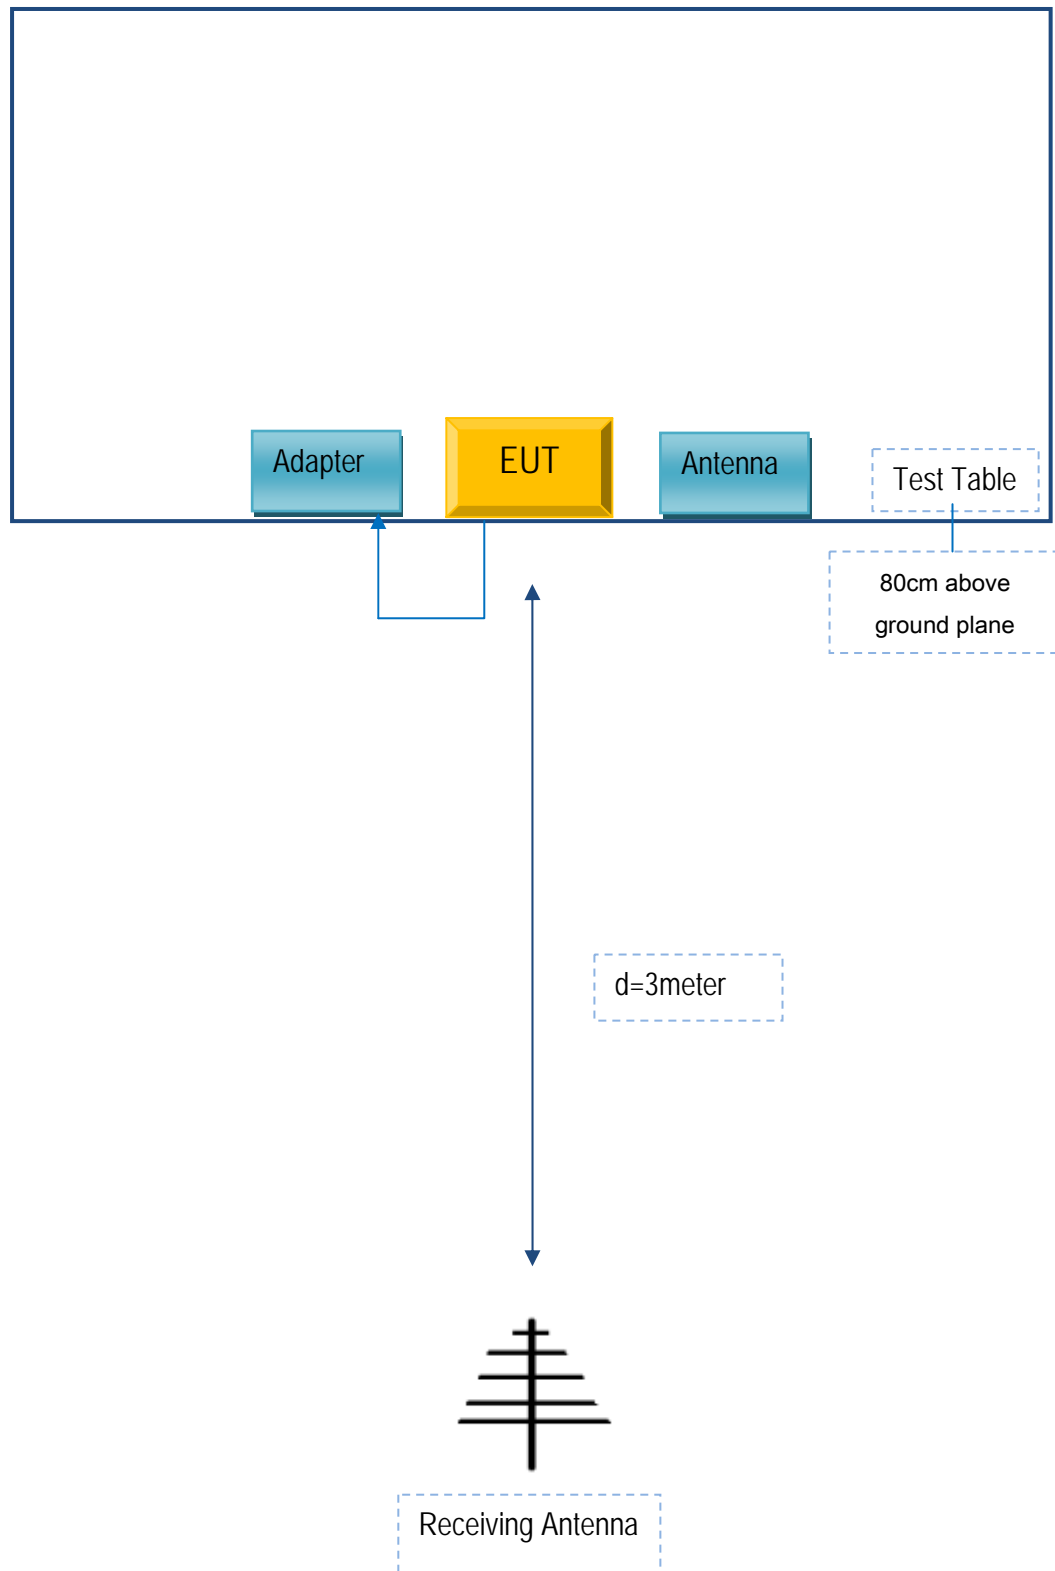 Adapter
EUT
Antenna
Test Table
80cm above
ground plane
d=3meter
Receiving Antenna